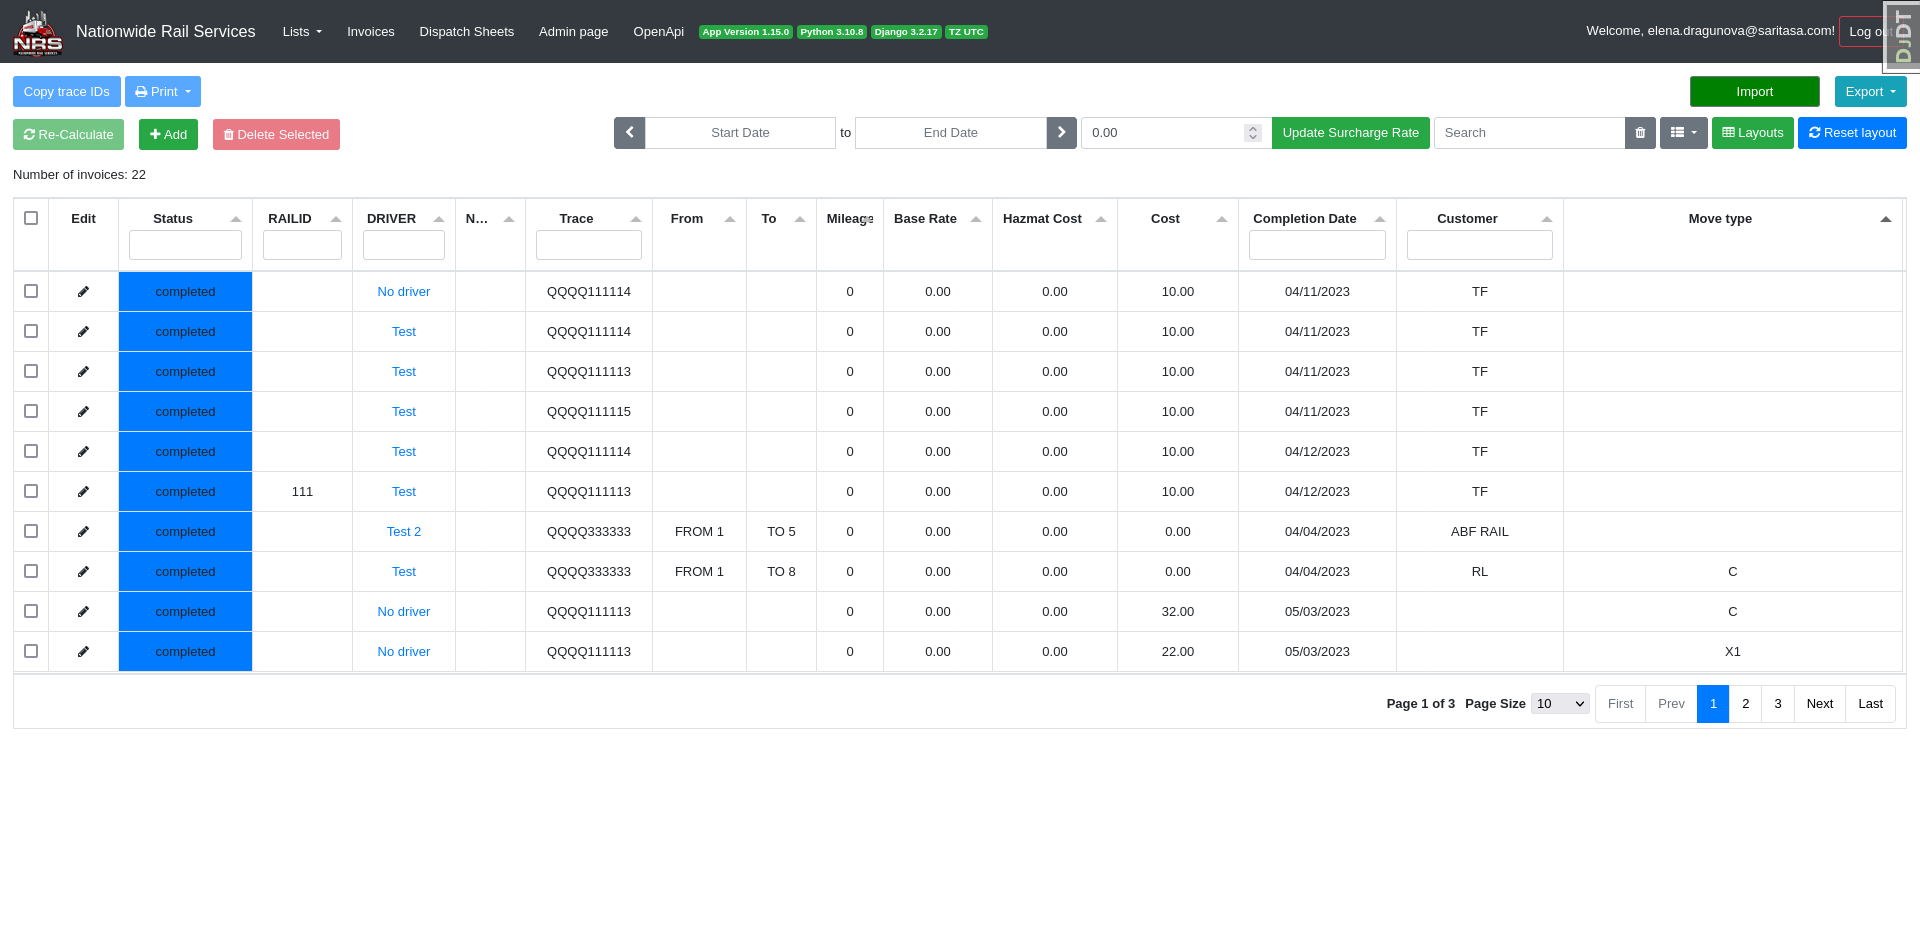 NRS
Nationwide Rail Services
Lists
Invoices
Dispatch Sheets
Admin page
OpenApi
App Version 1.15.0
Python 3.10.8
Django 3.2.17
TZ UTC
Welcome, elena.dragunova@saritasa.com!
Log out
DjDT
Copy trace IDs
Print
Import
Export
Re-Calculate
Add
Delete Selected
Start Date
to
End Date
0.00
Update Surcharge Rate
Search
Layouts
Reset layout
Number of invoices: 22
Edit Status RAILID DRIVER N... Trace From To Mileage Base Rate Hazmat Cost Cost Completion Date Customer Move type
completed No driver QQQQ111114 0 0.00 0.00 10.00 04/11/2023 TF
completed Test QQQQ111114 0 0.00 0.00 10.00 04/11/2023 TF
completed Test QQQQ111113 0 0.00 0.00 10.00 04/11/2023 TF
completed Test QQQQ111115 0 0.00 0.00 10.00 04/11/2023 TF
completed Test QQQQ111114 0 0.00 0.00 10.00 04/12/2023 TF
completed 111 Test QQQQ111113 0 0.00 0.00 10.00 04/12/2023 TF
completed Test 2 QQQQ333333 FROM 1 TO 5 0 0.00 0.00 0.00 04/04/2023 ABF RAIL
completed Test QQQQ333333 FROM 1 TO 8 0 0.00 0.00 0.00 04/04/2023 RL C
completed No driver QQQQ111113 0 0.00 0.00 32.00 05/03/2023 C
completed No driver QQQQ111113 0 0.00 0.00 22.00 05/03/2023 X1
Page 1 of 3 Page Size 10 First Prev 1 2 3 Next Last